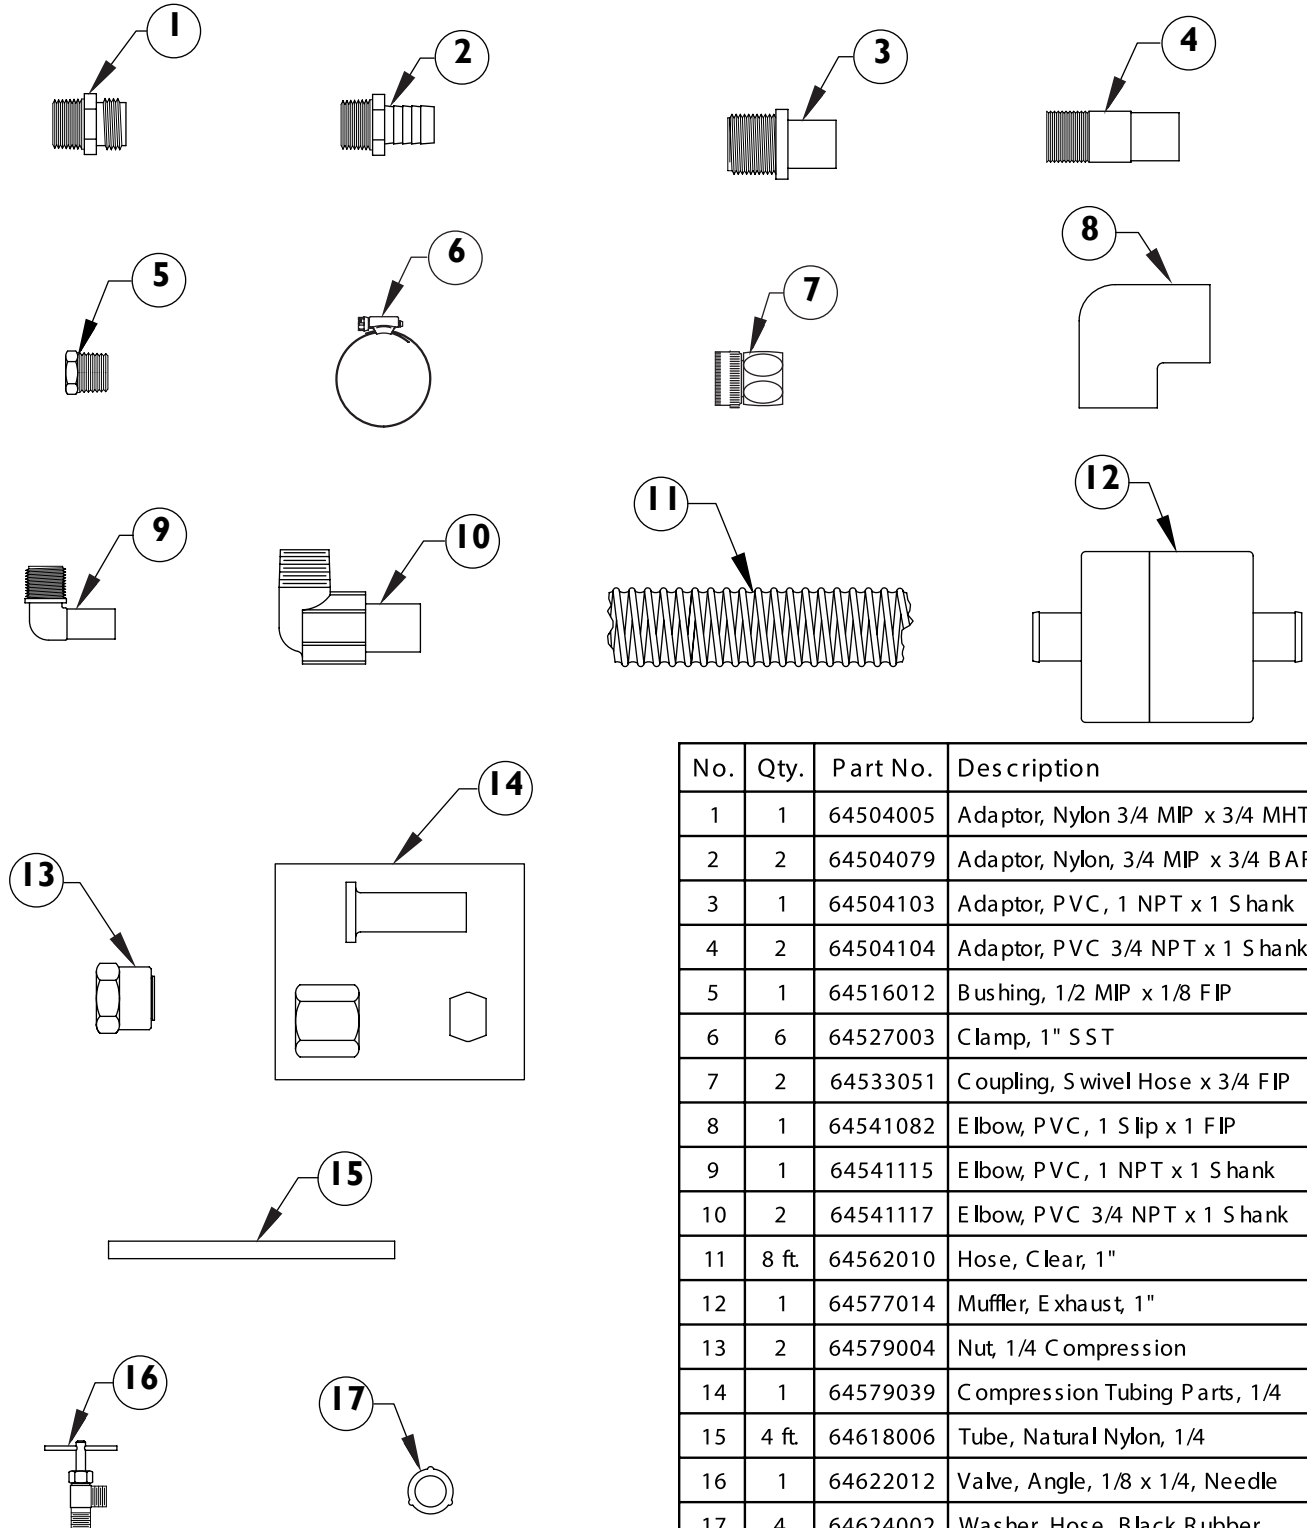 1
2
3
4
5
6
7
8
9
10
11
12
13
14
15
16
17
No. Qty. Part No. Description
1 1 64504005 Adaptor, Nylon 3/4 MIP x 3/4 MHT
2 2 64504079 Adaptor, Nylon, 3/4 MIP x 3/4
3 1 64504103 Adaptor, PVC, 1 NPT x 1 Shank
4 2 64504104 Adaptor, PVC 3/4 NPT x 1 Shank
5 1 64516012 Bushing, 1/2 MIP x 1/8 FIP
6 6 64527003 Clamp, 1" SST
7 2 64533051 Coupling, Swivel Hose x 3/4 FIP
8 1 64541082 Elbow, PVC, 1 Slip x 1 FIP
9 1 64541115 Elbow, PVC, 1 NPT x 1 Shank
10 2 64541117 Elbow, PVC 3/4 NPT x 1 Shank
11 8 ft. 64562010 Hose, Clear, 1"
12 1 64577014 Muffler, Exhaust, 1"
13 2 64579004 Nut, 1/4 Compression
14 1 64579039 Compression Tubing Parts, 1/4
15 4 ft. 64618006 Tube, Natural Nylon, 1/4
16 1 64622012 Valve, Angle, 1/8 x 1/4, Needle
17 4 64624002 Washer, Hose, Black Rubber